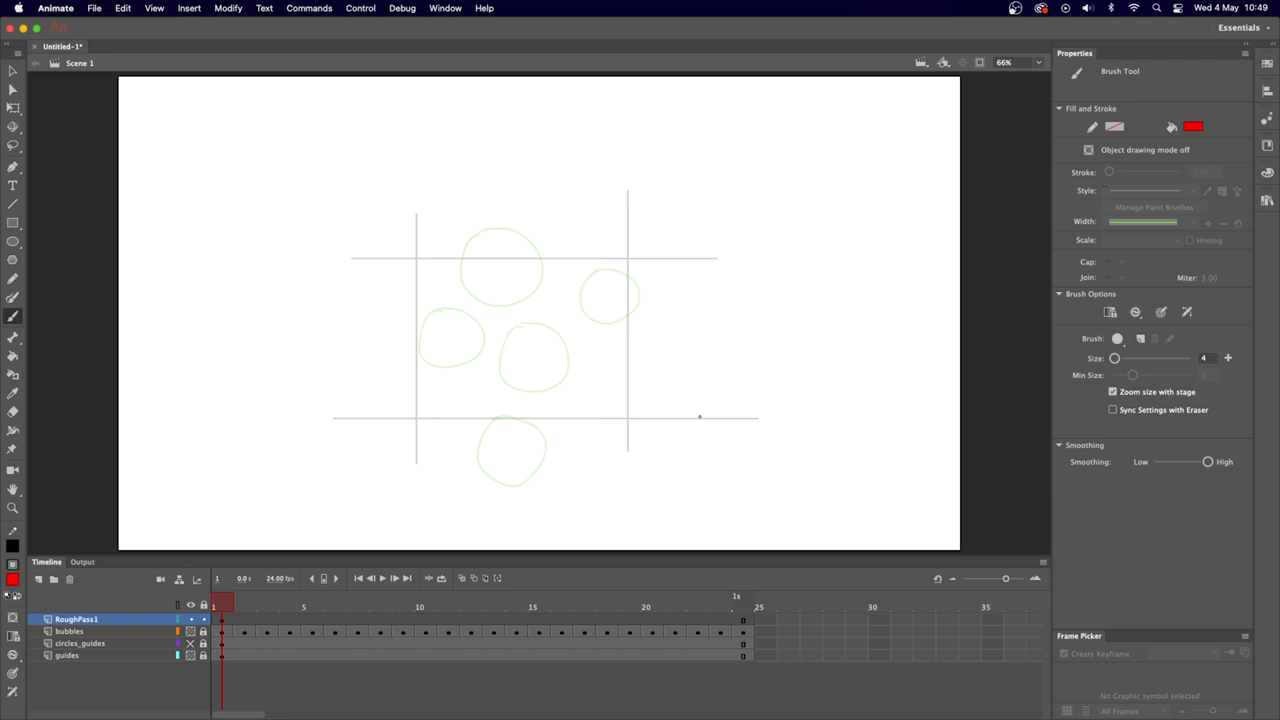 Animate File Edit View Insert Modify Text Commands Control Debug Window Help Wed 4 May 10:49
An Essentials
Untitled-1*
Scene 1 66%
Properties
Brush Tool
Fill and Stroke
Object drawing mode off
Stroke:
Style:
Manage Paint Brushes
Width:
Scale: Hinting
Cap:
Join: Miter: 3.00
Brush Options
Brush:
Size: 4
Min Size:
Zoom size with stage
Sync Settings with Eraser
Smoothing
Smoothing: Low High
Timeline Output
1 0.0 s 24.00 fps
1s
1 5 10 15 20 25 30 35
RoughPass1
bubbles
circles_guides
guides
Frame Picker
Create Keyframe
No Graphic symbol selected
All Frames